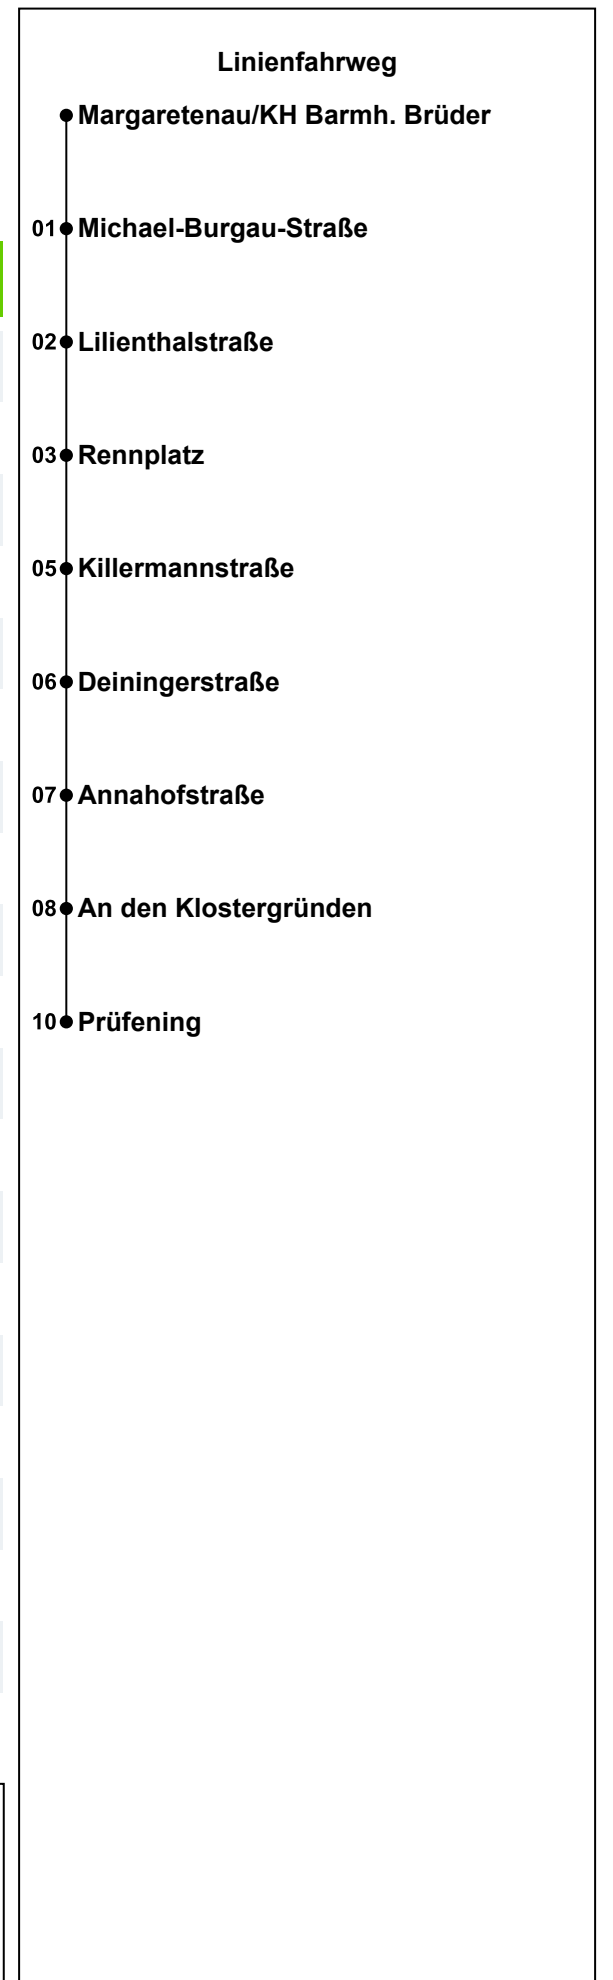 Linienfahrweg
Margaretenau/KH Barmh. Brüder
01 Michael-Burgau-Straße
02 Lilienthalstraße
03 Rennplatz
05 Killermannstraße
06 Deiningerstraße
07 Annahofstraße
08 An den Klostergründen
10 Prüfening